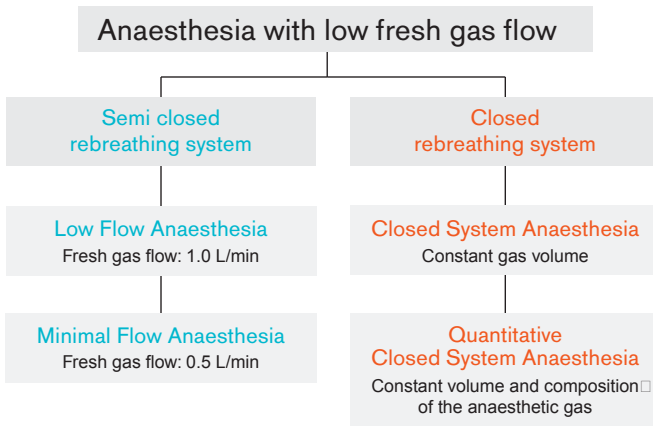 Anaesthesia with low fresh gas flow
Semi closed
rebreathing system
Low Flow Anaesthesia
Fresh gas flow: 1.0 L/min
Minimal Flow Anaesthesia
Fresh gas flow: 0.5 L/min
Closed
rebreathing system
Closed System Anaesthesia
Constant gas volume
Quantitative
Closed System Anaesthesia
Constant volume and composition□
of the anaesthetic gas